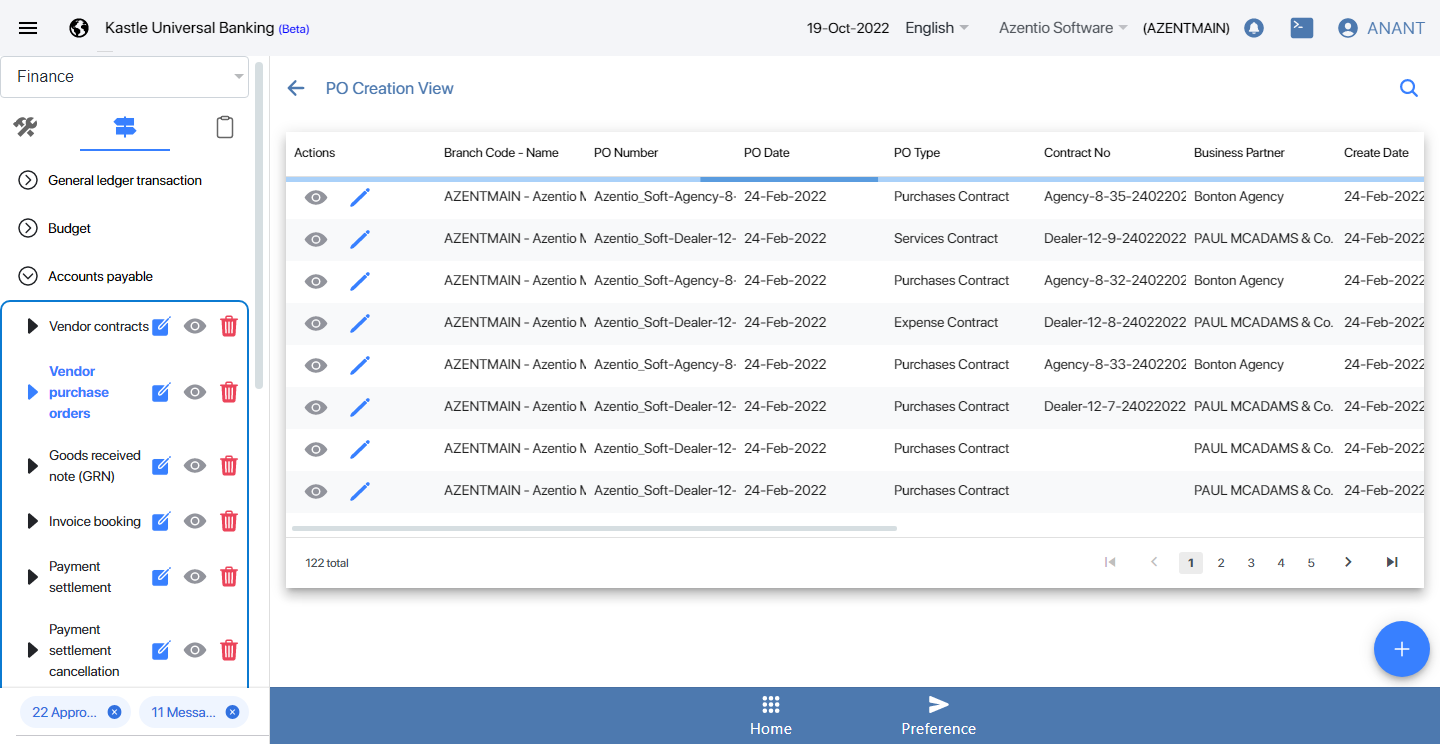 Kastle Universal Banking (Beta) 19-Oct-2022 English Azentio Software (AZENTMAIN) ANANT
Finance
General ledger transaction
Budget
Accounts payable
Vendor contracts
Vendor
purchase
orders
Goods received
note (GRN)
Invoice booking
Payment
settlement
Payment
settlement
cancellation
22 Appro...
11 Messa...
PO Creation View
Actions Branch Code - Name PO Number PO Date PO Type Contract No Business Partner Create Date
AZENTMAIN - Azentio M Azentio_Soft-Agency-8- 24-Feb-2022 Purchases Contract Agency-8-35-2402202 Bonton Agency 24-Feb-2022
AZENTMAIN - Azentio M Azentio_Soft-Dealer-12- 24-Feb-2022 Services Contract Dealer-12-9-24022022 PAUL MCADAMS & Co. 24-Feb-2022
AZENTMAIN - Azentio M Azentio_Soft-Agency-8- 24-Feb-2022 Purchases Contract Agency-8-32-2402202 Bonton Agency 24-Feb-2022
AZENTMAIN - Azentio M Azentio_Soft-Dealer-12- 24-Feb-2022 Expense Contract Dealer-12-8-24022022 PAUL MCADAMS & Co. 24-Feb-2022
AZENTMAIN - Azentio M Azentio_Soft-Agency-8- 24-Feb-2022 Purchases Contract Agency-8-33-2402202 Bonton Agency 24-Feb-2022
AZENTMAIN - Azentio M Azentio_Soft-Dealer-12- 24-Feb-2022 Purchases Contract Dealer-12-7-24022022 PAUL MCADAMS & Co. 24-Feb-2022
AZENTMAIN - Azentio M Azentio_Soft-Dealer-12- 24-Feb-2022 Purchases Contract PAUL MCADAMS & Co. 24-Feb-2022
AZENTMAIN - Azentio M Azentio_Soft-Dealer-12- 24-Feb-2022 Purchases Contract PAUL MCADAMS & Co. 24-Feb-2022
122 total 1 2 3 4 5
Home Preference